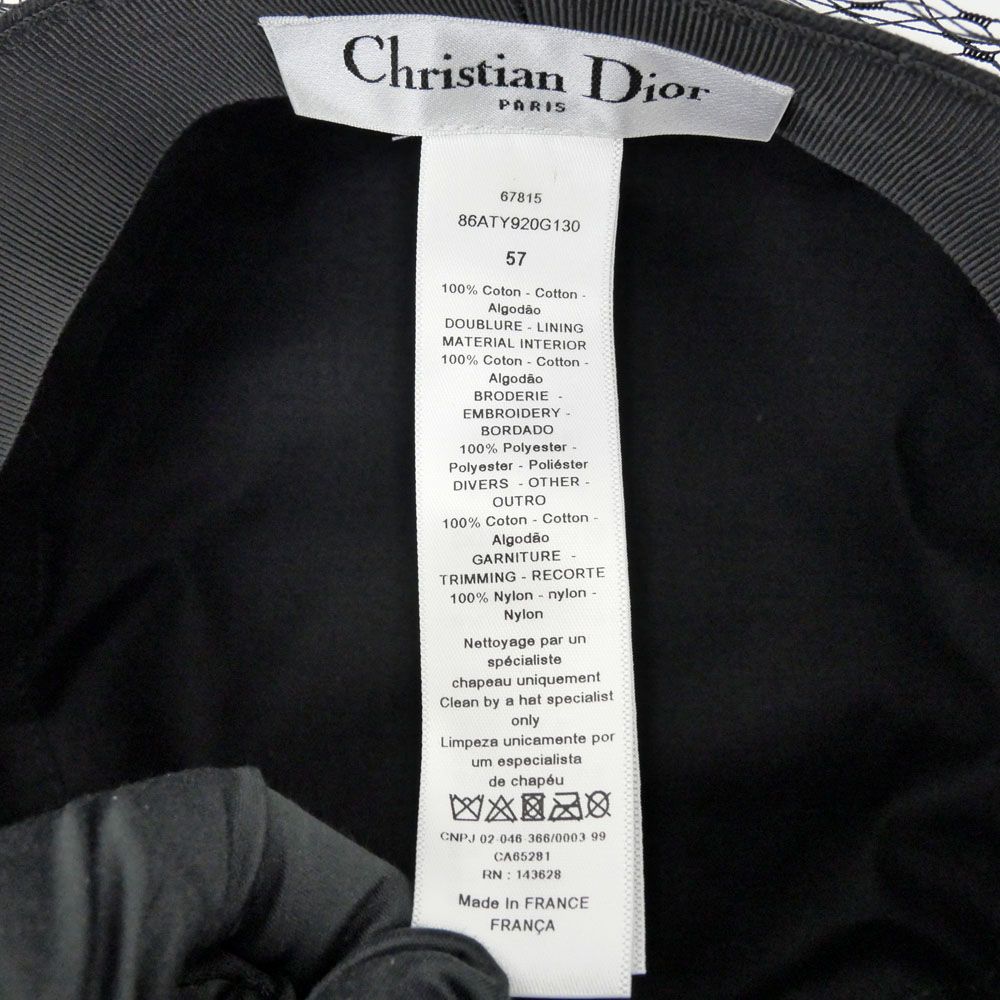 Christian Dior
PARIS
67815
86ATY920G130
57
100% Coton - Cotton -
Algodão
DOUBLURE - LINING
MATERIAL INTERIOR
100% Coton - Cotton -
Algodão
BRODERIE -
EMBROIDERY -
BORDADO
100% Polyester -
Polyester - Poliéster
DIVERS - OTHER -
OUTRO
100% Coton - Cotton -
Algodão
GARNITURE -
TRIMMING - RECORTE
100% Nylon - nylon -
Nylon
Nettoyage par un
spécialiste
chapeau uniquement
Clean by a hat specialist
only
Limpeza unicamente por
um especialista
de chapéu
CNPJ 02-046-366/0003-99
CA65281
RN : 143628
Made In FRANCE
FRANÇA